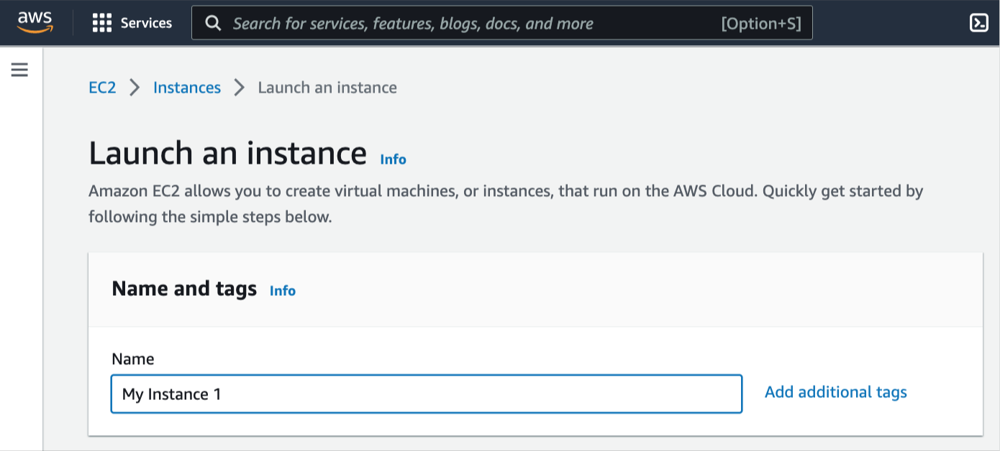 aws
Services
Search for services, features, blogs, docs, and more
[Option+S]
EC2 > Instances > Launch an instance
Launch an instance Info
Amazon EC2 allows you to create virtual machines, or instances, that run on the AWS Cloud. Quickly get started by
following the simple steps below.
Name and tags Info
Name
My Instance 1
Add additional tags